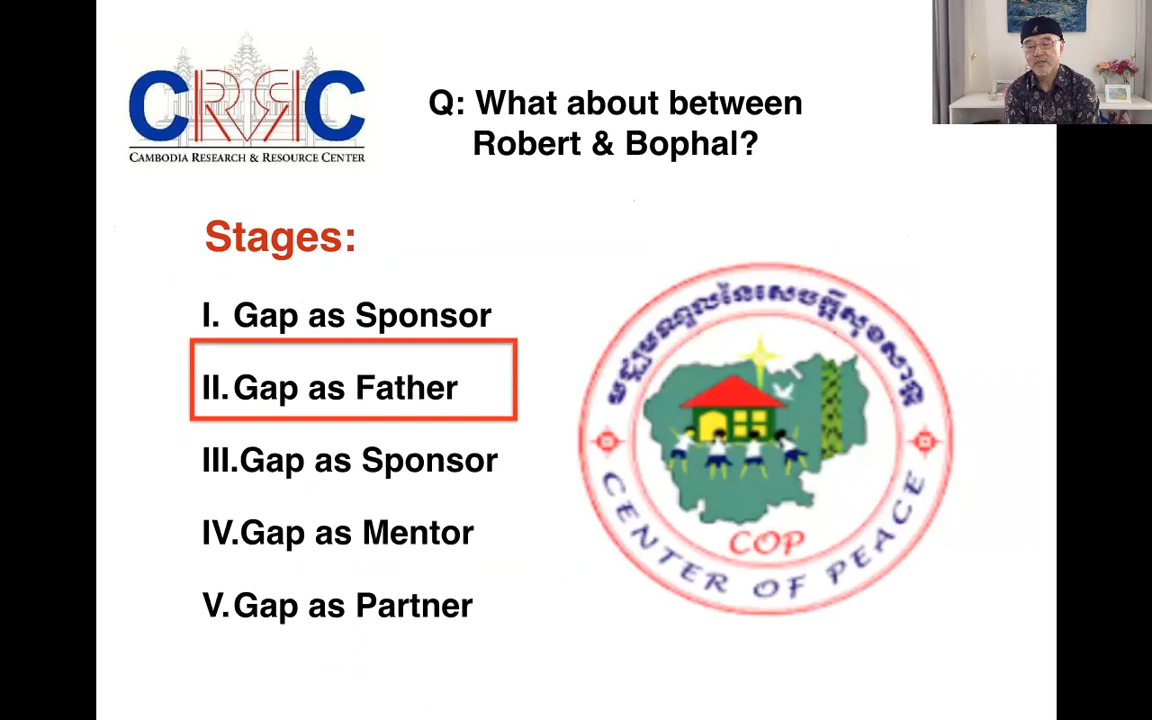 CRRC
CAMBODIA RESEARCH & RESOURCE CENTER
Q: What about between
Robert & Bophal?
Stages:
I. Gap as Sponsor
II. Gap as Father
III.Gap as Sponsor
IV.Gap as Mentor
V. Gap as Partner
COP
CENTER OF PEACE